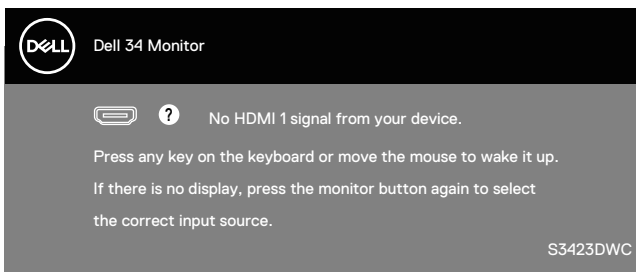 DELL
Dell 34 Monitor
? No HDMI 1 signal from your device.
Press any key on the keyboard or move the mouse to wake it up.
If there is no display, press the monitor button again to select
the correct input source.
S3423DWC